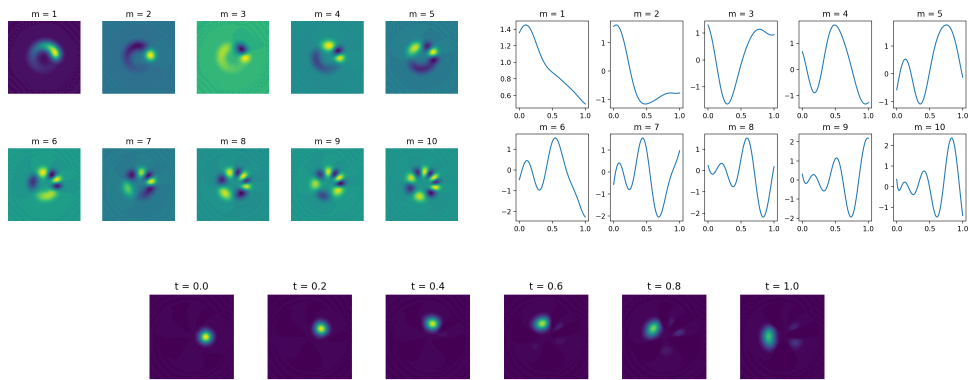 m = 1 m = 2 m = 3 m = 4 m = 5
m = 6 m = 7 m = 8 m = 9 m = 10
m = 1 m = 2 m = 3 m = 4 m = 5
1.4 1.2 1.0 0.8 0.6
1 0 −1
1 0 −1
1 0 −1
1 0 −1
0.0 0.5 1.0 0.0 0.5 1.0 0.0 0.5 1.0 0.0 0.5 1.0 0.0 0.5 1.0
m = 6 m = 7 m = 8 m = 9 m = 10
1 0 −1 −2
1 0 −1 −2
1 0 −1 −2
2 1 0 −1 −2
2 1 0 −1
0.0 0.5 1.0 0.0 0.5 1.0 0.0 0.5 1.0 0.0 0.5 1.0 0.0 0.5 1.0
t = 0.0 t = 0.2 t = 0.4 t = 0.6 t = 0.8 t = 1.0